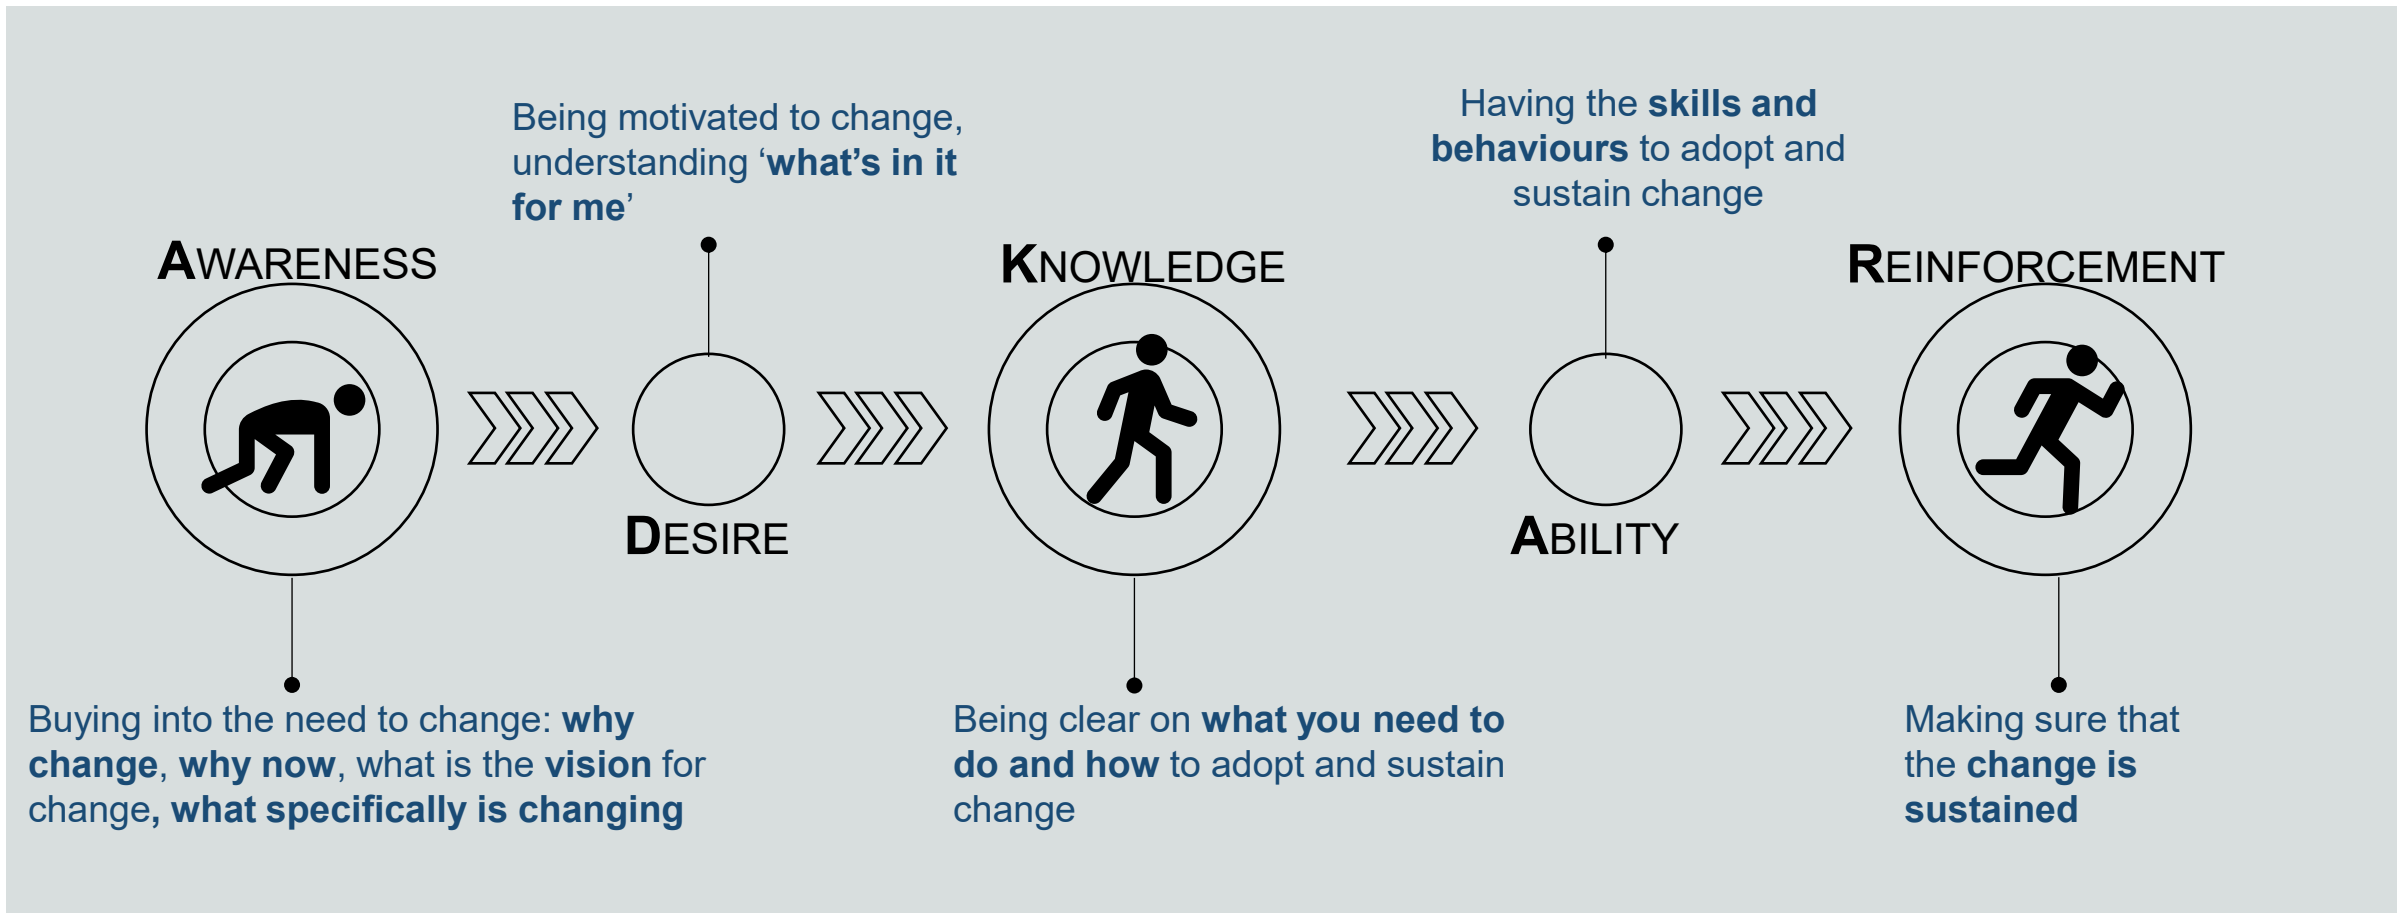 AWARENESS
Buying into the need to change: why
change, why now, what is the vision for
change, what specifically is changing
Being motivated to change,
understanding ‘what’s in it
for me’
DESIRE
KNOWLEDGE
Being clear on what you need to
do and how to adopt and sustain
change
Having the skills and
behaviours to adopt and
sustain change
ABILITY
REINFORCEMENT
Making sure that
the change is
sustained